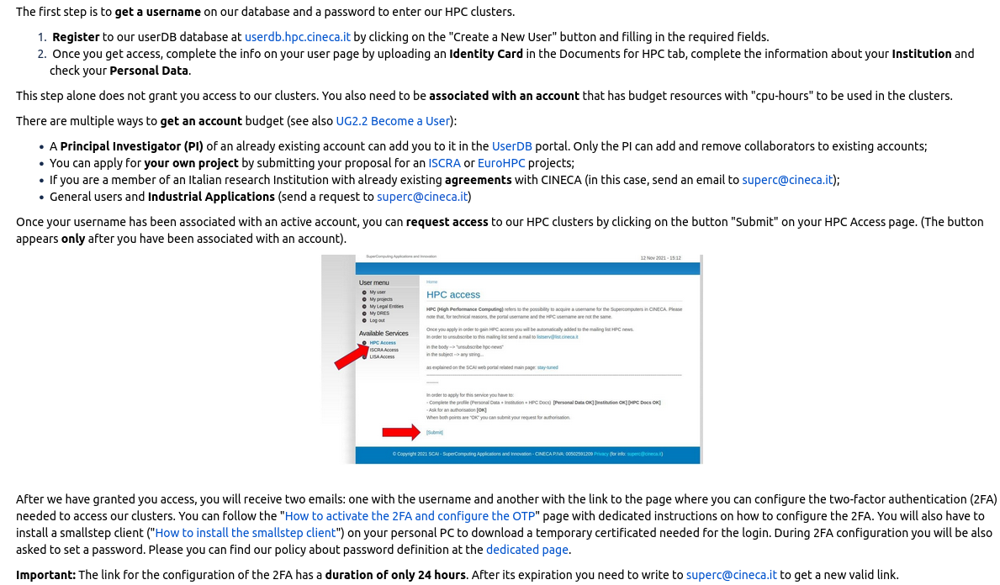 The first step is to get a username on our database and a password to enter our HPC clusters.
1. Register to our userDB database at userdb.hpc.cineca.it by clicking on the "Create a New User" button and filling in the required fields.
2. Once you get access, complete the info on your user page by uploading an Identity Card in the Documents for HPC tab, complete the information about your Institution and
check your Personal Data.
This step alone does not grant you access to our clusters. You also need to be associated with an account that has budget resources with "cpu-hours" to be used in the clusters.
There are multiple ways to get an account budget (see also UG2.2 Become a User):
• A Principal Investigator (PI) of an already existing account can add you to it in the UserDB portal. Only the PI can add and remove collaborators to existing accounts;
• You can apply for your own project by submitting your proposal for an ISCRA or EuroHPC projects;
• If you are a member of an Italian research Institution with already existing agreements with CINECA (in this case, send an email to superc@cineca.it);
• General users and Industrial Applications (send a request to superc@cineca.it)
Once your username has been associated with an active account, you can request access to our HPC clusters by clicking on the button "Submit" on your HPC Access page. (The button
appears only after you have been associated with an account).
SuperComputing Applications and Innovation
12 Nov 2021 - 15:12
User menu
My user
My projects
My Legal Entities
My DRES
Log out
Available Services
HPC Access
ISCRA Access
LISA Access
Home
HPC access
HPC (High Performance Computing) refers to the possibility to acquire a username for the Supercomputers in CINECA. Please
note that, for technical reasons, the portal username and the HPC username are not the same.
Once you apply in order to gain HPC access you will be automatically added to the mailing list HPC news.
In order to unsubscribe to this mailing list send a mail to listserv@list.cineca.it
in the body --> "unsubscribe hpc-news"
in the subject --> any string...
as explained on the SCAI web portal related main page: stay-tuned
In order to apply for this service you have to:
- Complete the profile (Personal Data + Institution + HPC Docs) [Personal Data OK] [Institution OK] [HPC Docs OK]
- Ask for an authorisation [OK]
When both points are "OK" you can submit your request for authorisation.
[Submit]
© Copyright 2021 SCAI - SuperComputing Applications and Innovation - CINECA P.IVA: 00502591209 Privacy (for info: superc@cineca.it)
After we have granted you access, you will receive two emails: one with the username and another with the link to the page where you can configure the two-factor authentication (2FA)
needed to access our clusters. You can follow the "How to activate the 2FA and configure the OTP" page with dedicated instructions on how to configure the 2FA. You will also have to
install a smallstep client ("How to install the smallstep client") on your personal PC to download a temporary certificated needed for the login. During 2FA configuration you will be also
asked to set a password. Please you can find our policy about password definition at the dedicated page.
Important: The link for the configuration of the 2FA has a duration of only 24 hours. After its expiration you need to write to superc@cineca.it to get a new valid link.